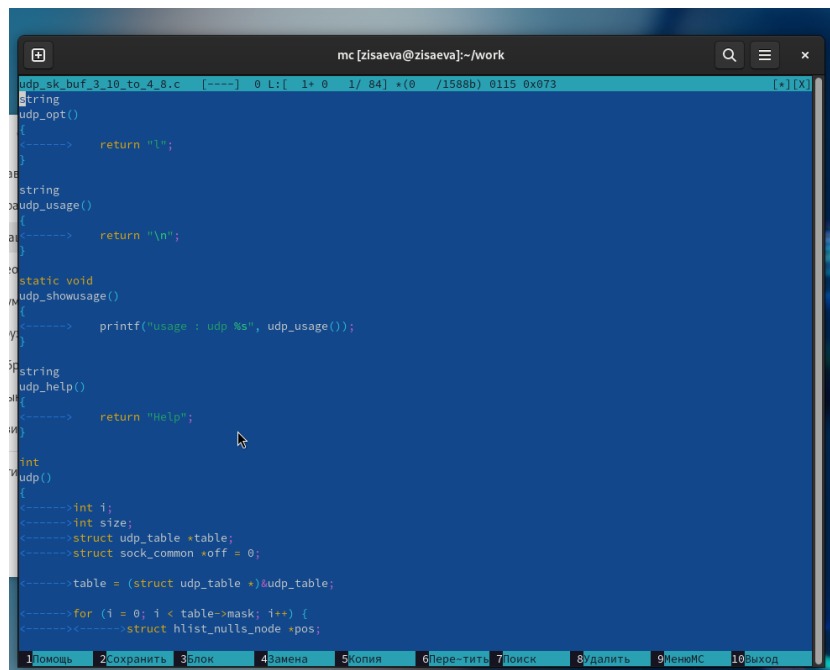 mc [zisaeva@zisaeva]:~/work
udp_sk_buf_3_10_to_4_8.c [----] 0 L:[ 1+ 0 1/ 84] *(0 /1588b) 0115 0x073 [*][X]
string
udp_opt()
{
<------> return "l";
}
string
udp_usage()
{
<------> return "\n";
}
static void
udp_showusage()
{
<------> printf("usage : udp %s", udp_usage());
}
string
udp_help()
{
<------> return "Help";
}
int
udp()
{
<------>int i;
<------>int size;
<------>struct udp_table *table;
<------>struct sock_common *off = 0;
<------>table = (struct udp_table *)&udp_table;
<------>for (i = 0; i < table->mask; i++) {
<------><------>struct hlist_nulls_node *pos;
1Помощь 2Сохранить 3Блок 4Замена 5Копия 6Пере~тить 7Поиск 8Удалить 9МенюMC 10Выход